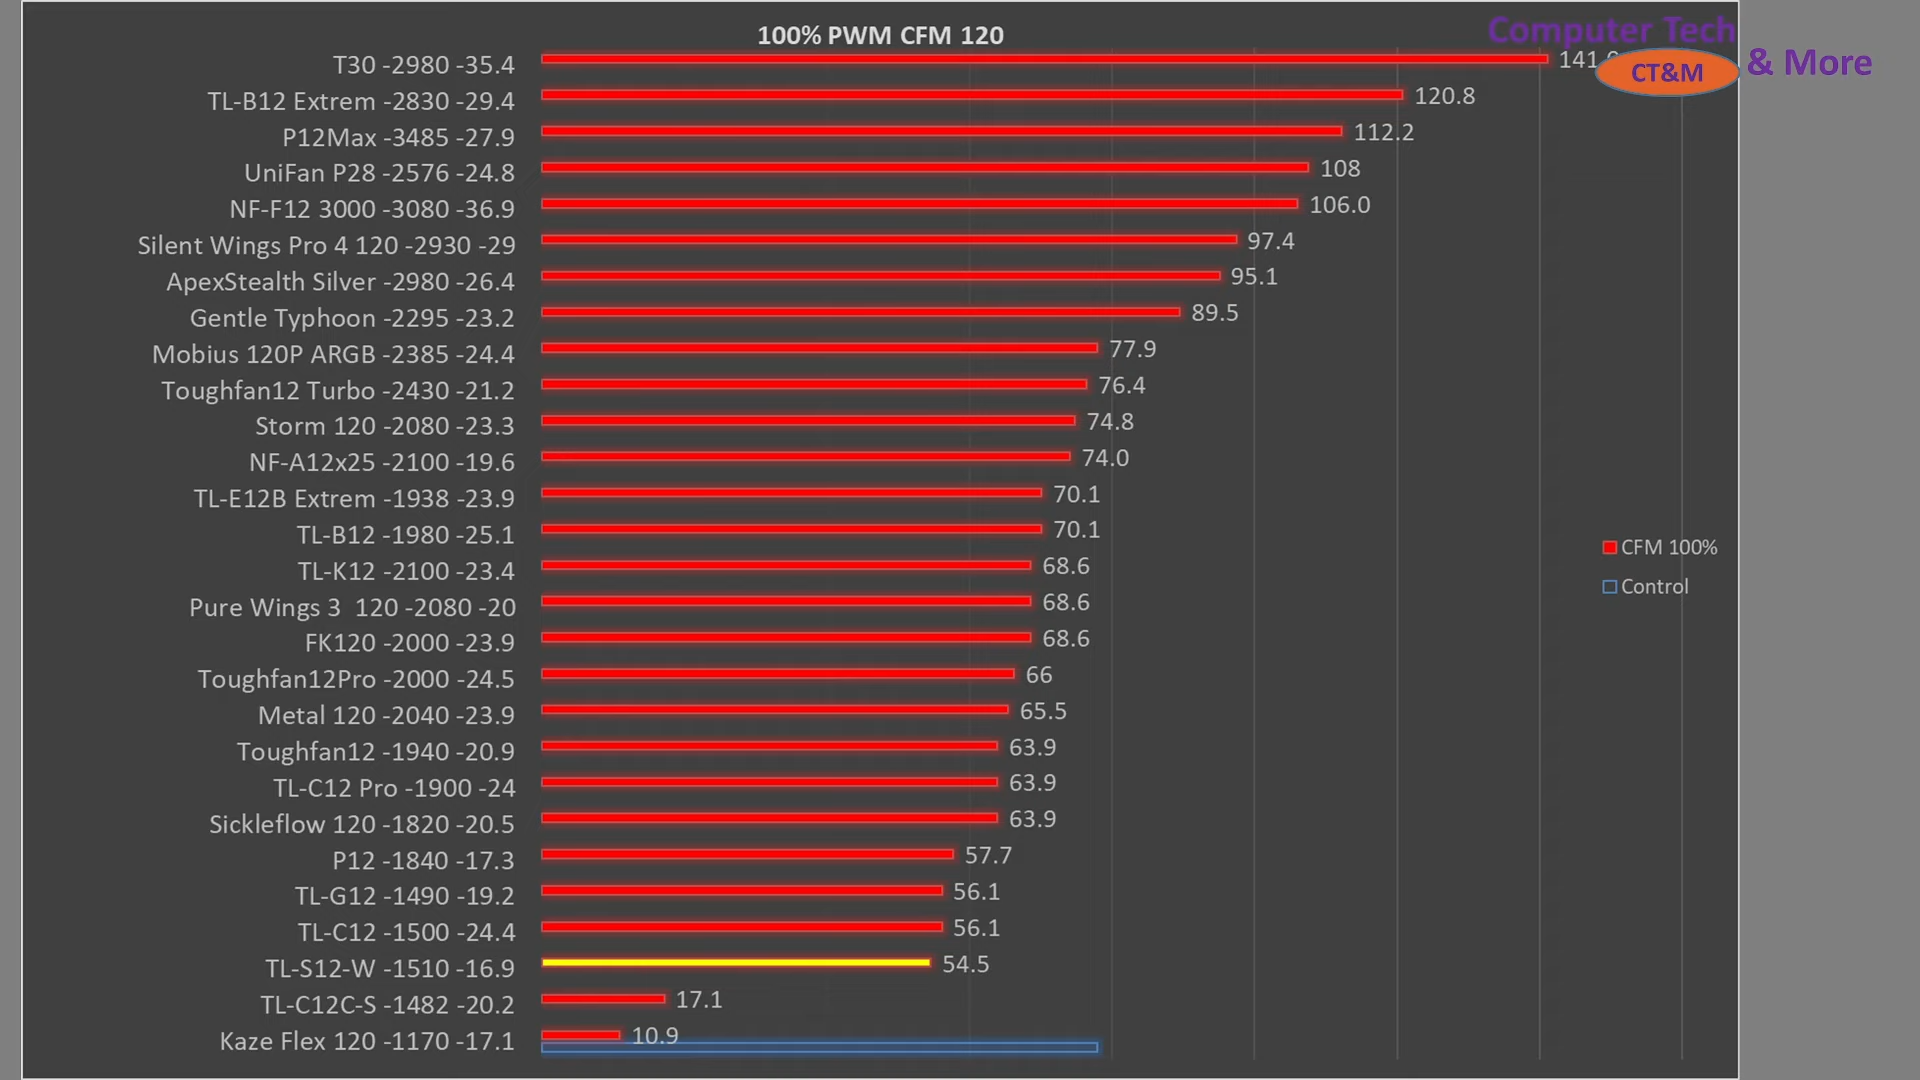 100% PWM CFM 120
Computer Tech
CT&M
& More
T30 -2980 -35.4
TL-B12 Extrem -2830 -29.4 120.8
P12Max -3485 -27.9 112.2
UniFan P28 -2576 -24.8 108
NF-F12 3000 -3080 -36.9 106.0
Silent Wings Pro 4 120 -2930 -29 97.4
ApexStealth Silver -2980 -26.4 95.1
Gentle Typhoon -2295 -23.2 89.5
Mobius 120P ARGB -2385 -24.4 77.9
Toughfan12 Turbo -2430 -21.2 76.4
Storm 120 -2080 -23.3 74.8
NF-A12x25 -2100 -19.6 74.0
TL-E12B Extrem -1938 -23.9 70.1
TL-B12 -1980 -25.1 70.1
TL-K12 -2100 -23.4 68.6
Pure Wings 3  120 -2080 -20 68.6
FK120 -2000 -23.9 68.6
Toughfan12Pro -2000 -24.5 66
Metal 120 -2040 -23.9 65.5
Toughfan12 -1940 -20.9 63.9
TL-C12 Pro -1900 -24 63.9
Sickleflow 120 -1820 -20.5 63.9
P12 -1840 -17.3 57.7
TL-G12 -1490 -19.2 56.1
TL-C12 -1500 -24.4 56.1
TL-S12-W -1510 -16.9 54.5
TL-C12C-S -1482 -20.2 17.1
Kaze Flex 120 -1170 -17.1 10.9
CFM 100%
Control